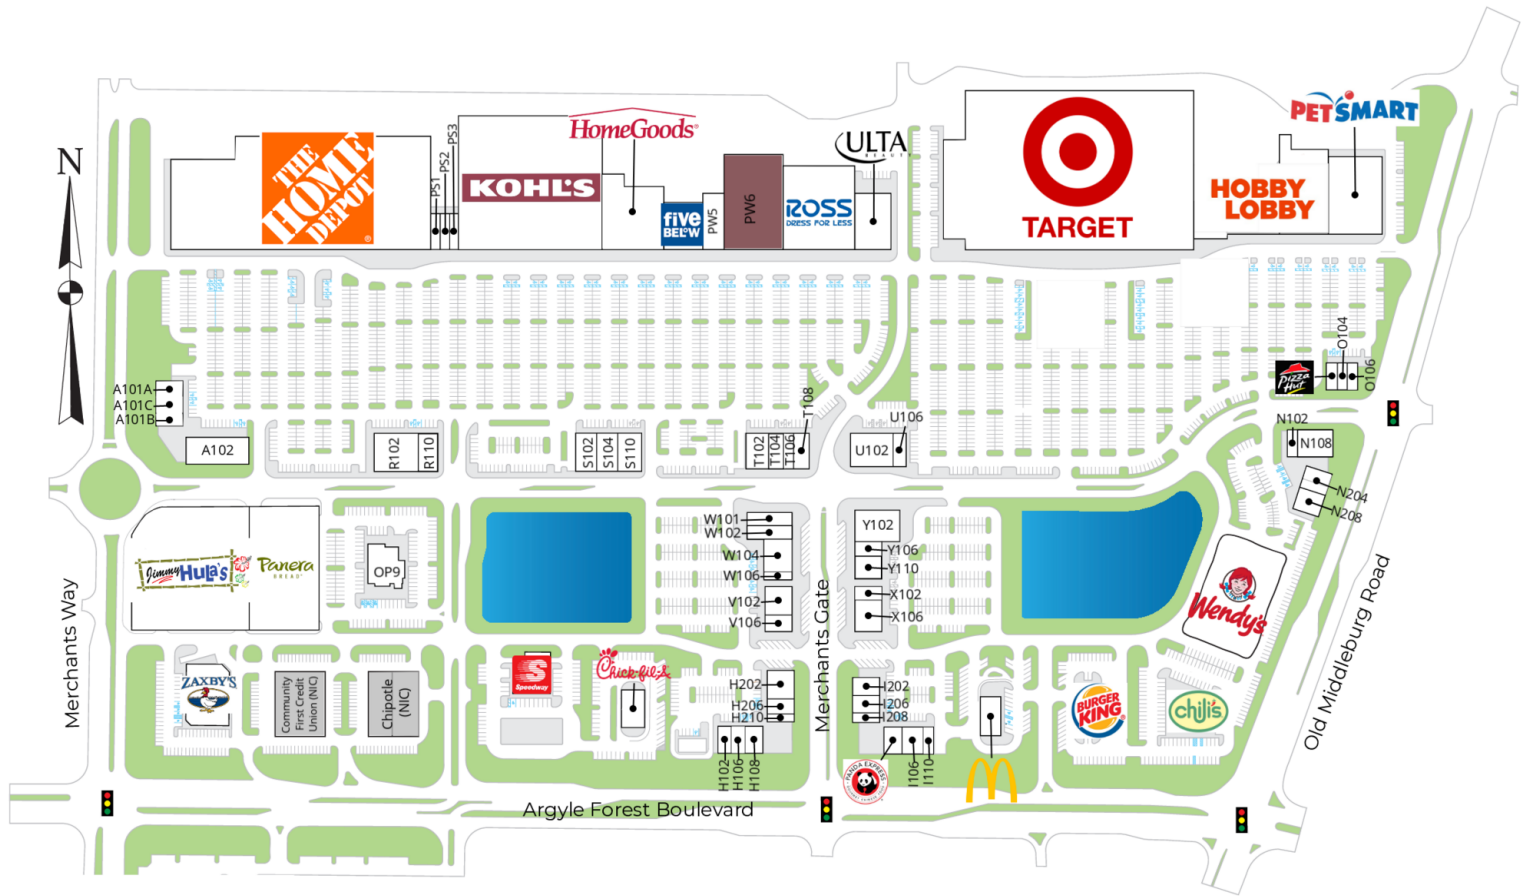 N
THE
HOME
DEPOT
®
PS1
PS2
PS3
KOHL'S
HomeGoods®
five
BEL°W
PW5
PW6
ROSS
DRESS FOR LESS
ULTA
BEAUTY
TARGET
HOBBY
LOBBY
PETSMART
A101A
A101C
A101B
A102
R102
R110
S102
S104
S110
T102
T104
T106
T108
U102
U106
Pizza
Hut
O104
O106
N102
N108
N204
N208
Jimmy HULA'S
Panera
BREAD®
OP9
W101
W102
W104
W106
V102
V106
Y102
Y106
Y110
X102
X106
Wendy's
Merchants Way
Merchants Gate
Old Middleburg Road
ZAXBY'S
Community
First Credit
Union (NIC)
Chipotle
(NIC)
S
Speedway
Chick-fil-A
H202
H206
H210
H102
H106
H108
I202
I206
I208
PANDA EXPRESS
I106
I110
BURGER
KING
chili's
Argyle Forest Boulevard